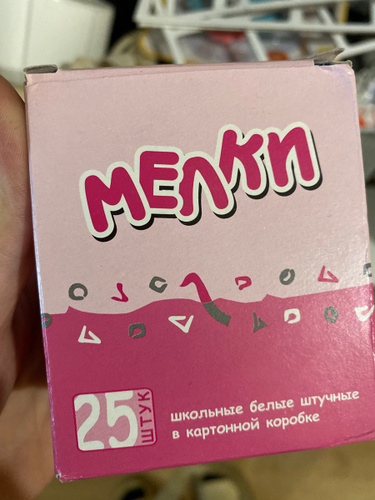 МЕЛКИ
25 ШТУК
школьные белые штучные
в картонной коробке